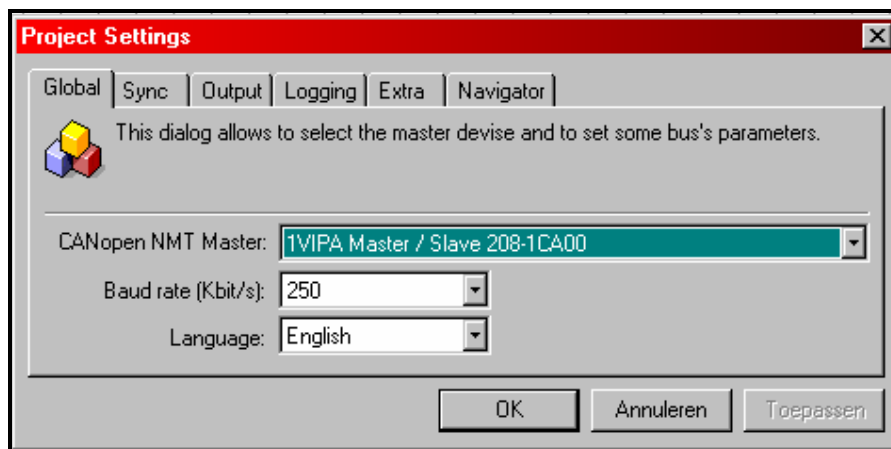 Project Settings
Global Sync Output Logging Extra Navigator
This dialog allows to select the master devise and to set some bus's parameters.
CANopen NMT Master: 1VIPA Master / Slave 208-1CA00
Baud rate (Kbit/s): 250
Language: English
OK Annuleren Toepassen